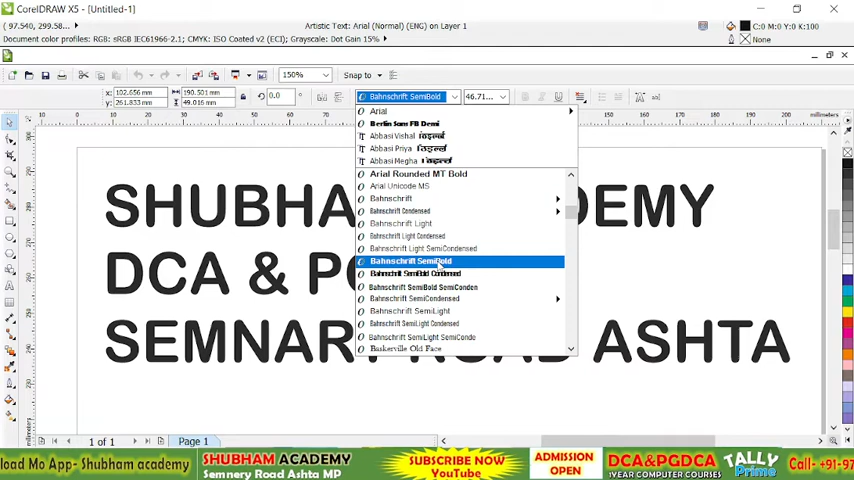 CorelDRAW X5 - [Untitled-1]
( 97.540, 299.58...
Artistic Text: Arial (Normal) (ENG) on Layer 1
C:0 M:0 Y:0 K:100
Document color profiles: RGB: sRGB IEC61966-2.1; CMYK: ISO Coated v2 (ECI); Grayscale: Dot Gain 15%
None
150%
Snap to
x: 102.656 mm
y: 261.833 mm
190.501 mm
49.016 mm
0.0
Bahnschrift SemiBold
46.71...
Arial
Berlin Sans FB Demi
Abbasi Vishal
Abbasi Priya
Abbasi Megha
Arial Rounded MT Bold
Arial Unicode MS
Bahnschrift
Bahnschrift Condensed
Bahnschrift Light
Bahnschrift Light Condensed
Bahnschrift Light SemiCondensed
Bahnschrift SemiBold
Bahnschrift SemiBold Condensed
Bahnschrift SemiBold SemiConden
Bahnschrift SemiCondensed
Bahnschrift SemiLight
Bahnschrift SemiLight Condensed
Bahnschrift SemiLight SemiConde
Baskerville Old Face
SHUBHA DEMY
DCA & PG
SEMNAR ROAD ASHTA
millimeters
1 of 1
Page 1
load Mo App- Shubham academy
SHUBHAM ACADEMY
Semnery Road Ashta MP
SUBSCRIBE NOW
YouTube
ADMISSION
OPEN
DCA&PGDCA
1YEAR COMPUTER COURSES
TALLY
Prime
Call- +91-97